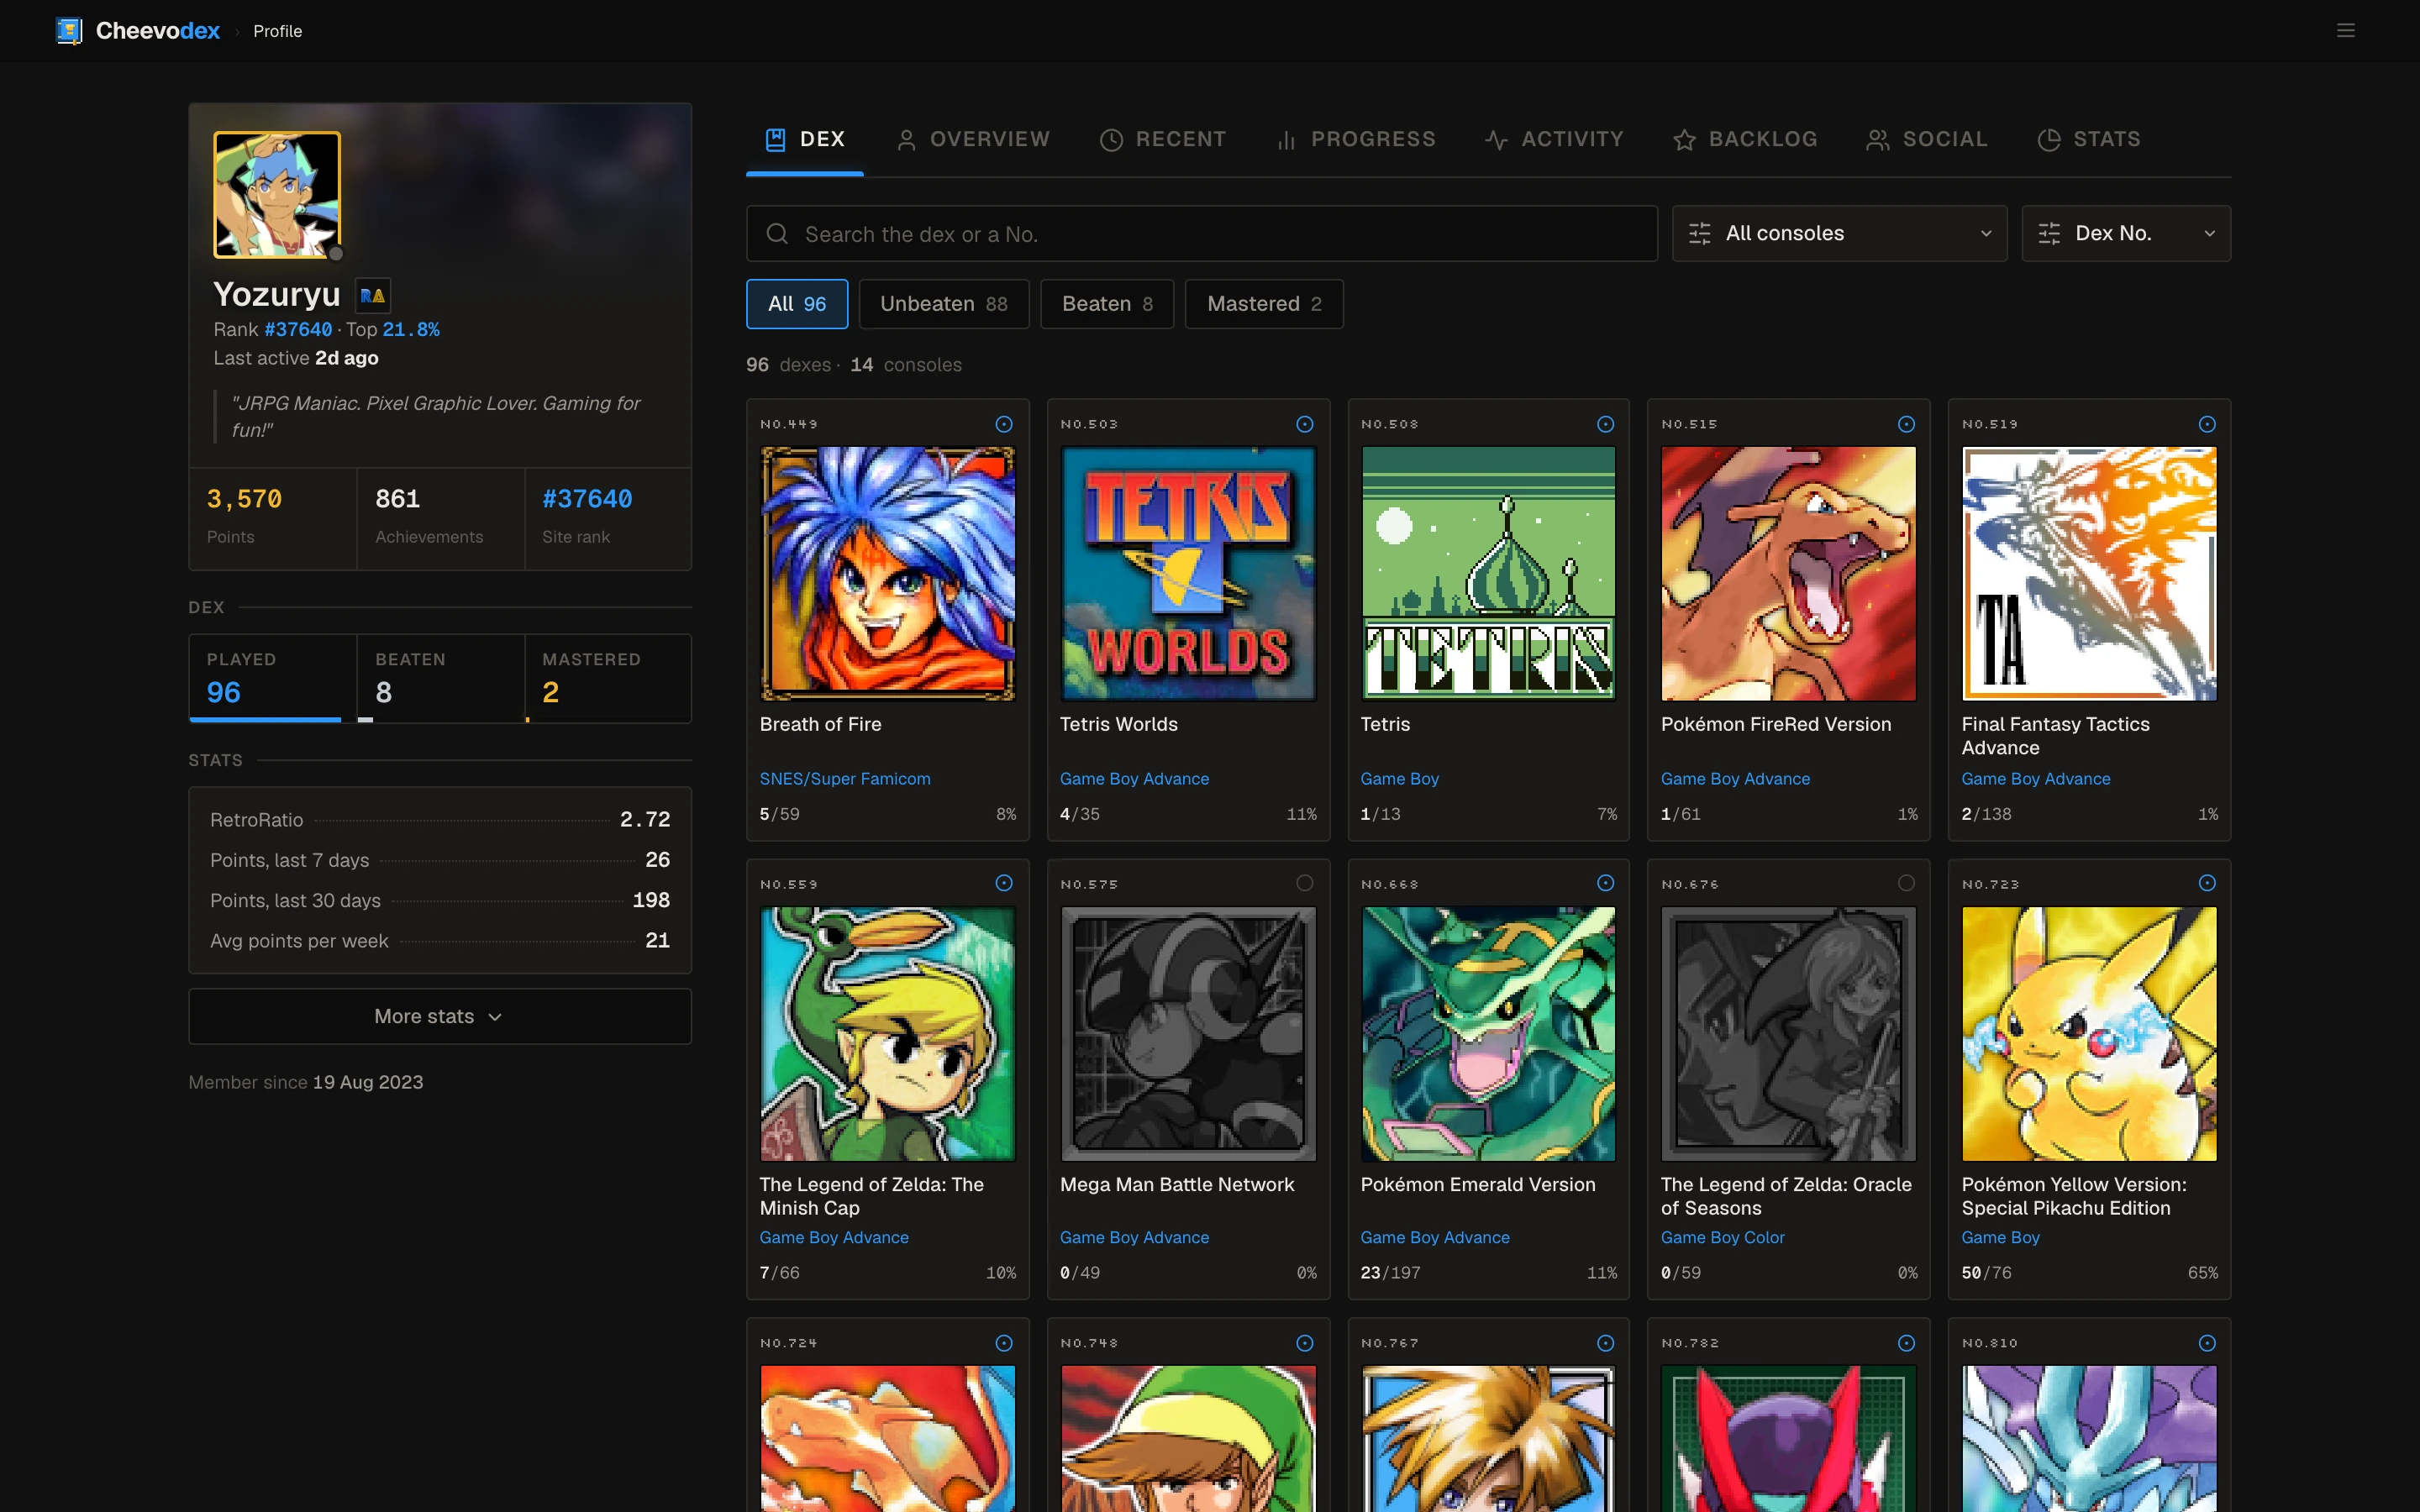 Cheevodex › Profile
Yozuryu RA
Rank #37640 · Top 21.8%
Last active 2d ago
"JRPG Maniac. Pixel Graphic Lover. Gaming for
fun!"
3,570 861 #37640
Points Achievements Site rank
DEX
PLAYED BEATEN MASTERED
96 8 2
STATS
RetroRatio 2.72
Points, last 7 days 26
Points, last 30 days 198
Avg points per week 21
More stats
Member since 19 Aug 2023
DEX OVERVIEW RECENT PROGRESS ACTIVITY BACKLOG SOCIAL STATS
Search the dex or a No. All consoles Dex No.
All 96 Unbeaten 88 Beaten 8 Mastered 2
96 dexes · 14 consoles
NO.449
Breath of Fire
SNES/Super Famicom
5/59 8%
NO.503
TETRIS
WORLDS
Tetris Worlds
Game Boy Advance
4/35 11%
NO.508
TETRIS
Tetris
Game Boy
1/13 7%
NO.515
Pokémon FireRed Version
Game Boy Advance
1/61 1%
NO.519
TA
Final Fantasy Tactics
Advance
Game Boy Advance
2/138 1%
NO.559
The Legend of Zelda: The
Minish Cap
Game Boy Advance
7/66 10%
NO.575
Mega Man Battle Network
Game Boy Advance
0/49 0%
NO.668
Pokémon Emerald Version
Game Boy Advance
23/197 11%
NO.676
The Legend of Zelda: Oracle
of Seasons
Game Boy Color
0/59 0%
NO.723
Pokémon Yellow Version:
Special Pikachu Edition
Game Boy
50/76 65%
NO.724
NO.748
NO.767
NO.782
NO.810